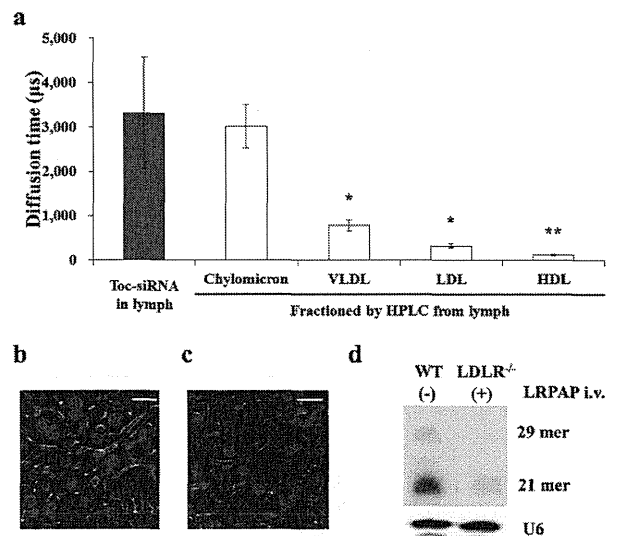 a
Diffusion time (µs)
5,000
4,000
3,000
2,000
1,000
0
*
*
**
Toc-siRNA
in lymph
Chylomicron
VLDL
LDL
HDL
Fractioned by HPLC from lymph
b
c
d
WT
LDLR-/-
(-)
(+)
LRPAP i.v.
29 mer
21 mer
U6